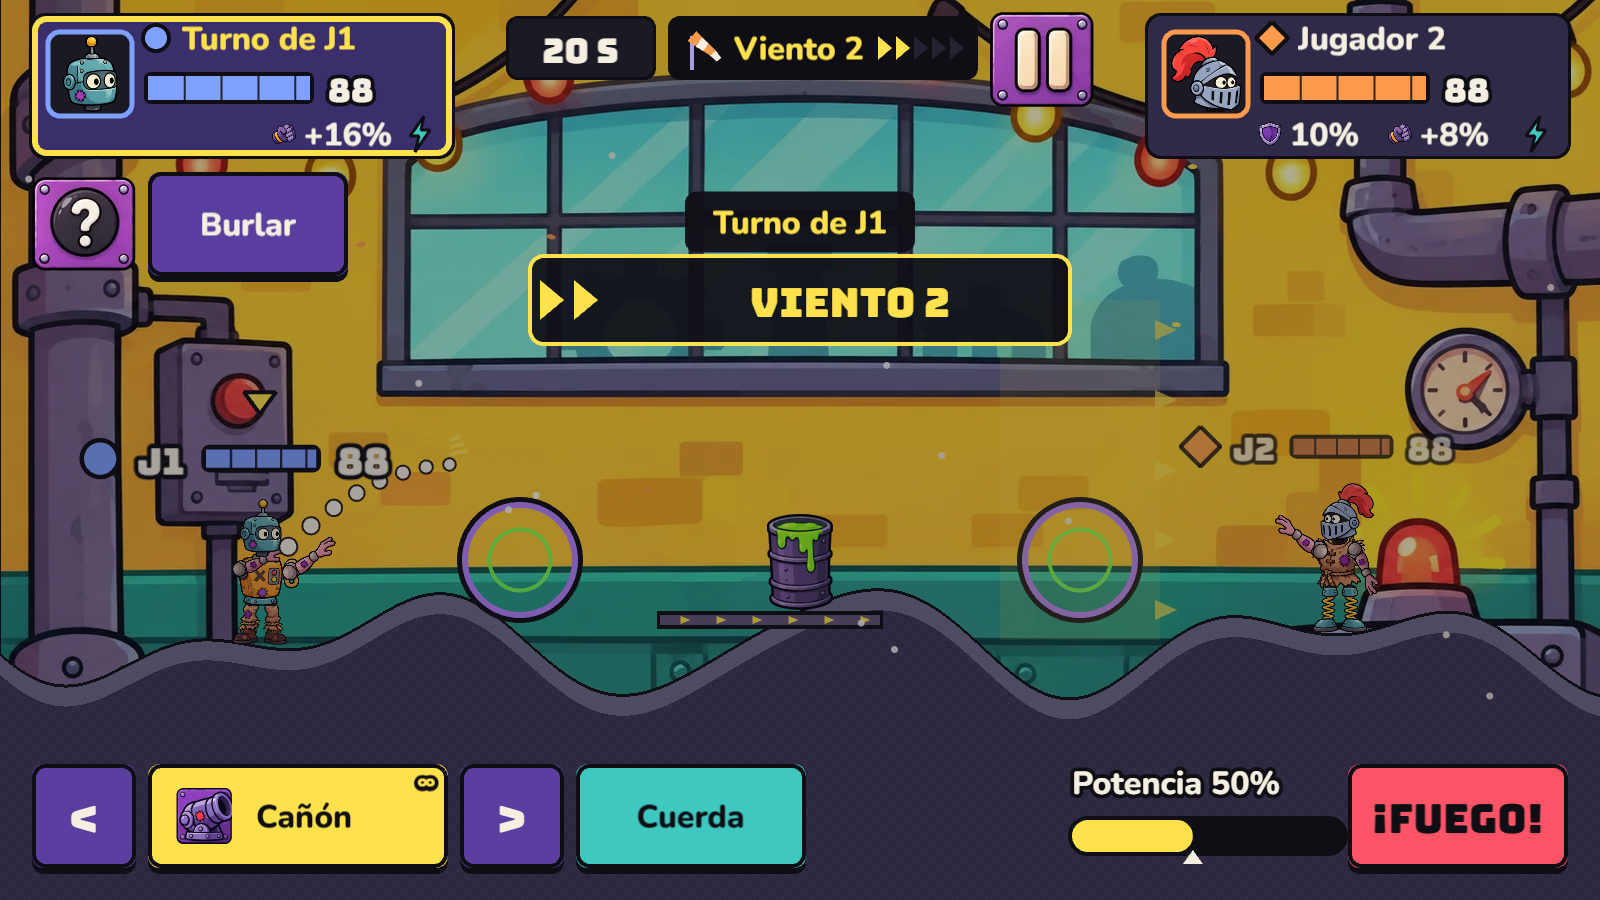 Turno de J1
88
+16%
20 S
Viento 2
Jugador 2
88
10%
+8%
?
Burlar
Turno de J1
VIENTO 2
J1
88
J2
88
<
Cañón
∞
>
Cuerda
Potencia 50%
¡FUEGO!